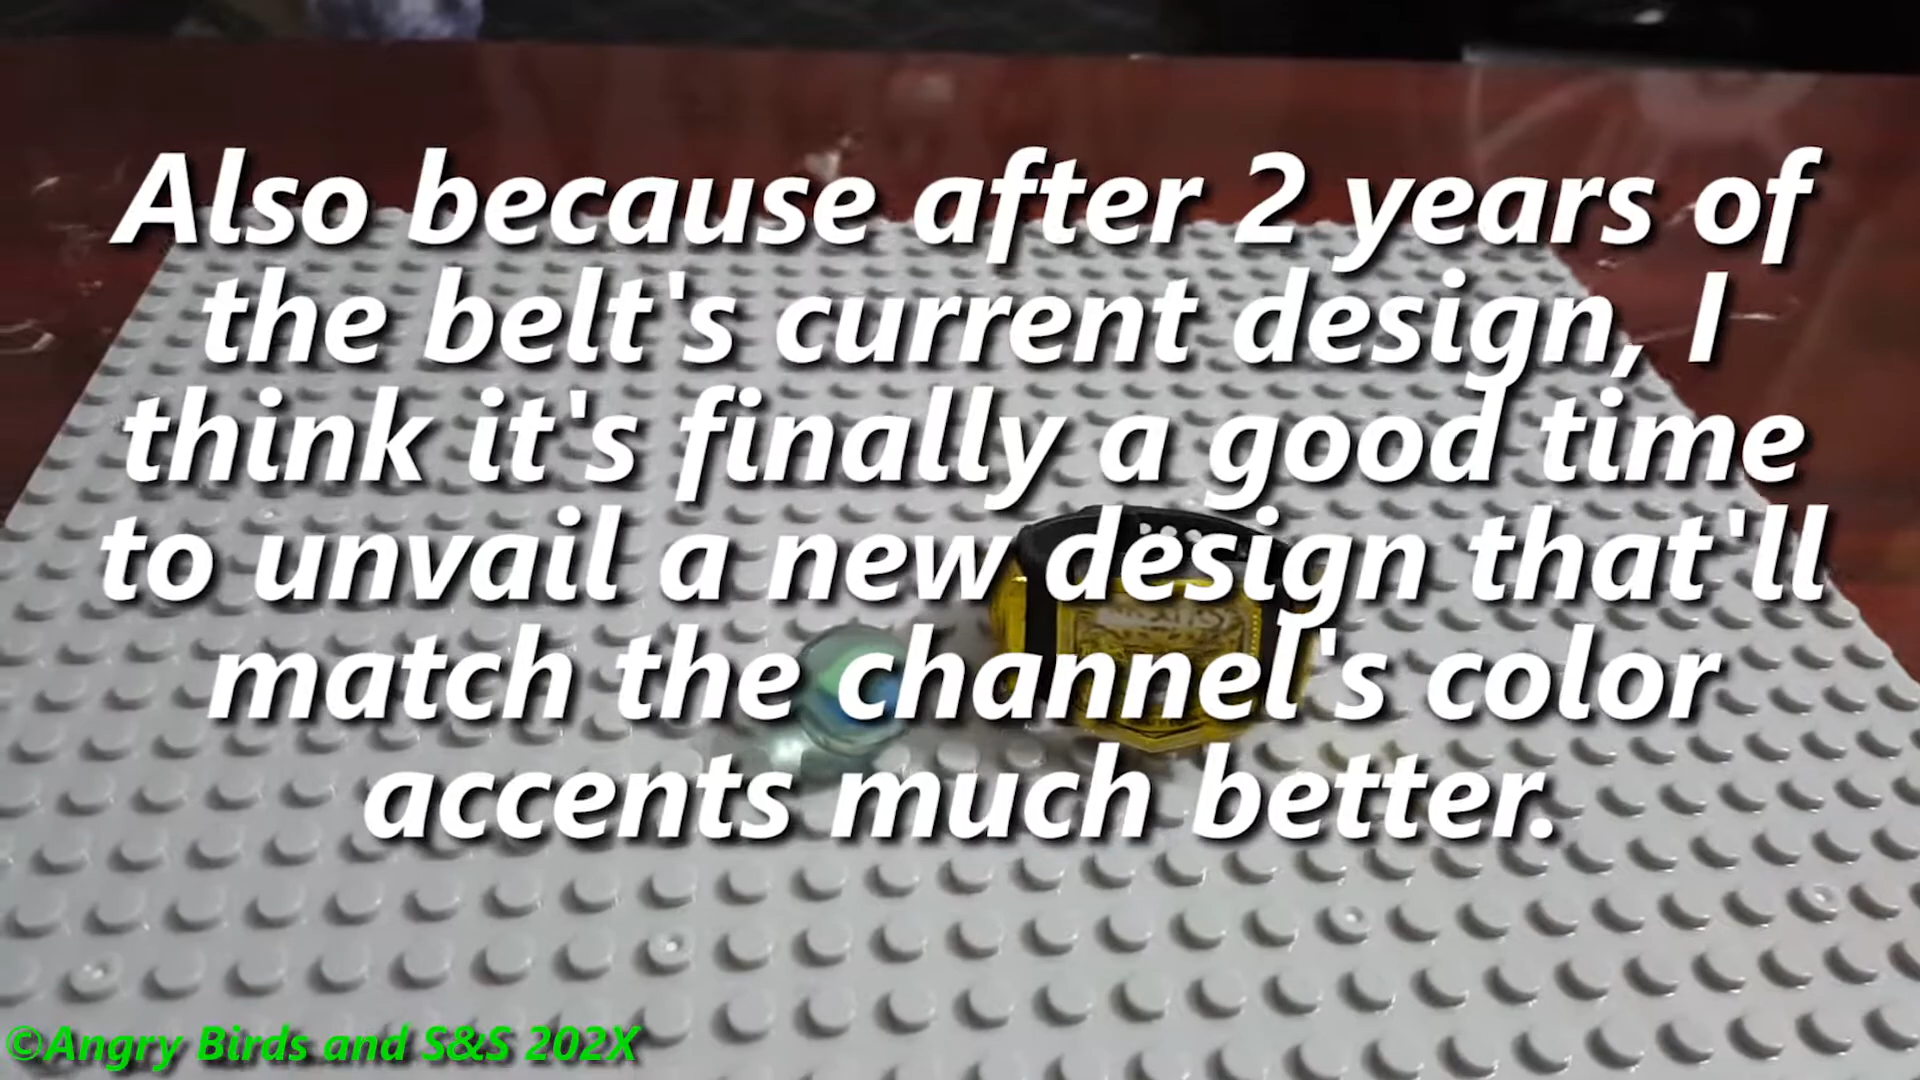 Also because after 2 years of
the belt's current design, I
think it's finally a good time
to unvail a new design that'll
match the channel's color
accents much better.
©Angry Birds and S&S 202X